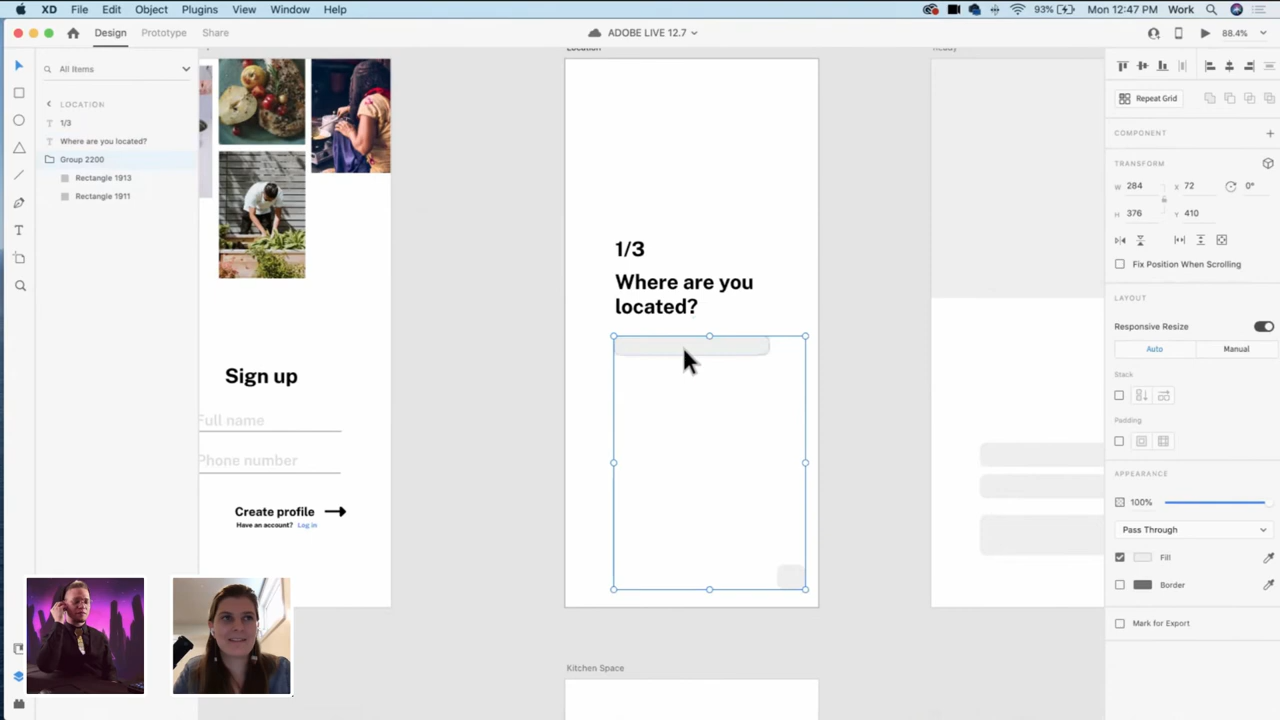 XD File Edit Object Plugins View Window Help
93% Mon 12:47 PM Work
Design Prototype Share
ADOBE LIVE 12.7
88.4%
All Items
LOCATION
1/3
Where are you located?
Group 2200
Rectangle 1913
Rectangle 1911
Sign up
Full name
Phone number
Create profile
Have an account? Log in
Location
1/3
Where are you
located?
Kitchen Space
Ready
Repeat Grid
COMPONENT
TRANSFORM
W 284 X 72 0°
H 376 Y 410
Fix Position When Scrolling
LAYOUT
Responsive Resize
Auto Manual
Stack
Padding
APPEARANCE
100%
Pass Through
Fill
Border
Mark for Export